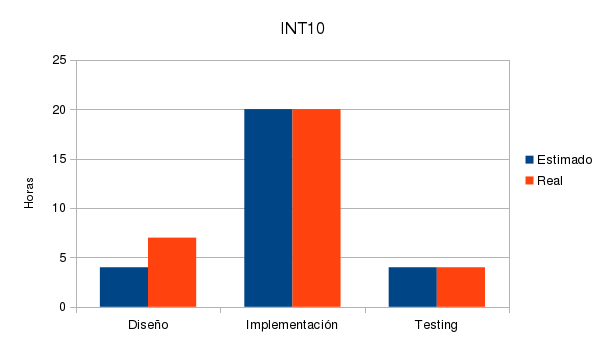 INT10
25
20
15
10
5
0
Horas
Diseño
Implementación
Testing
Estimado
Real